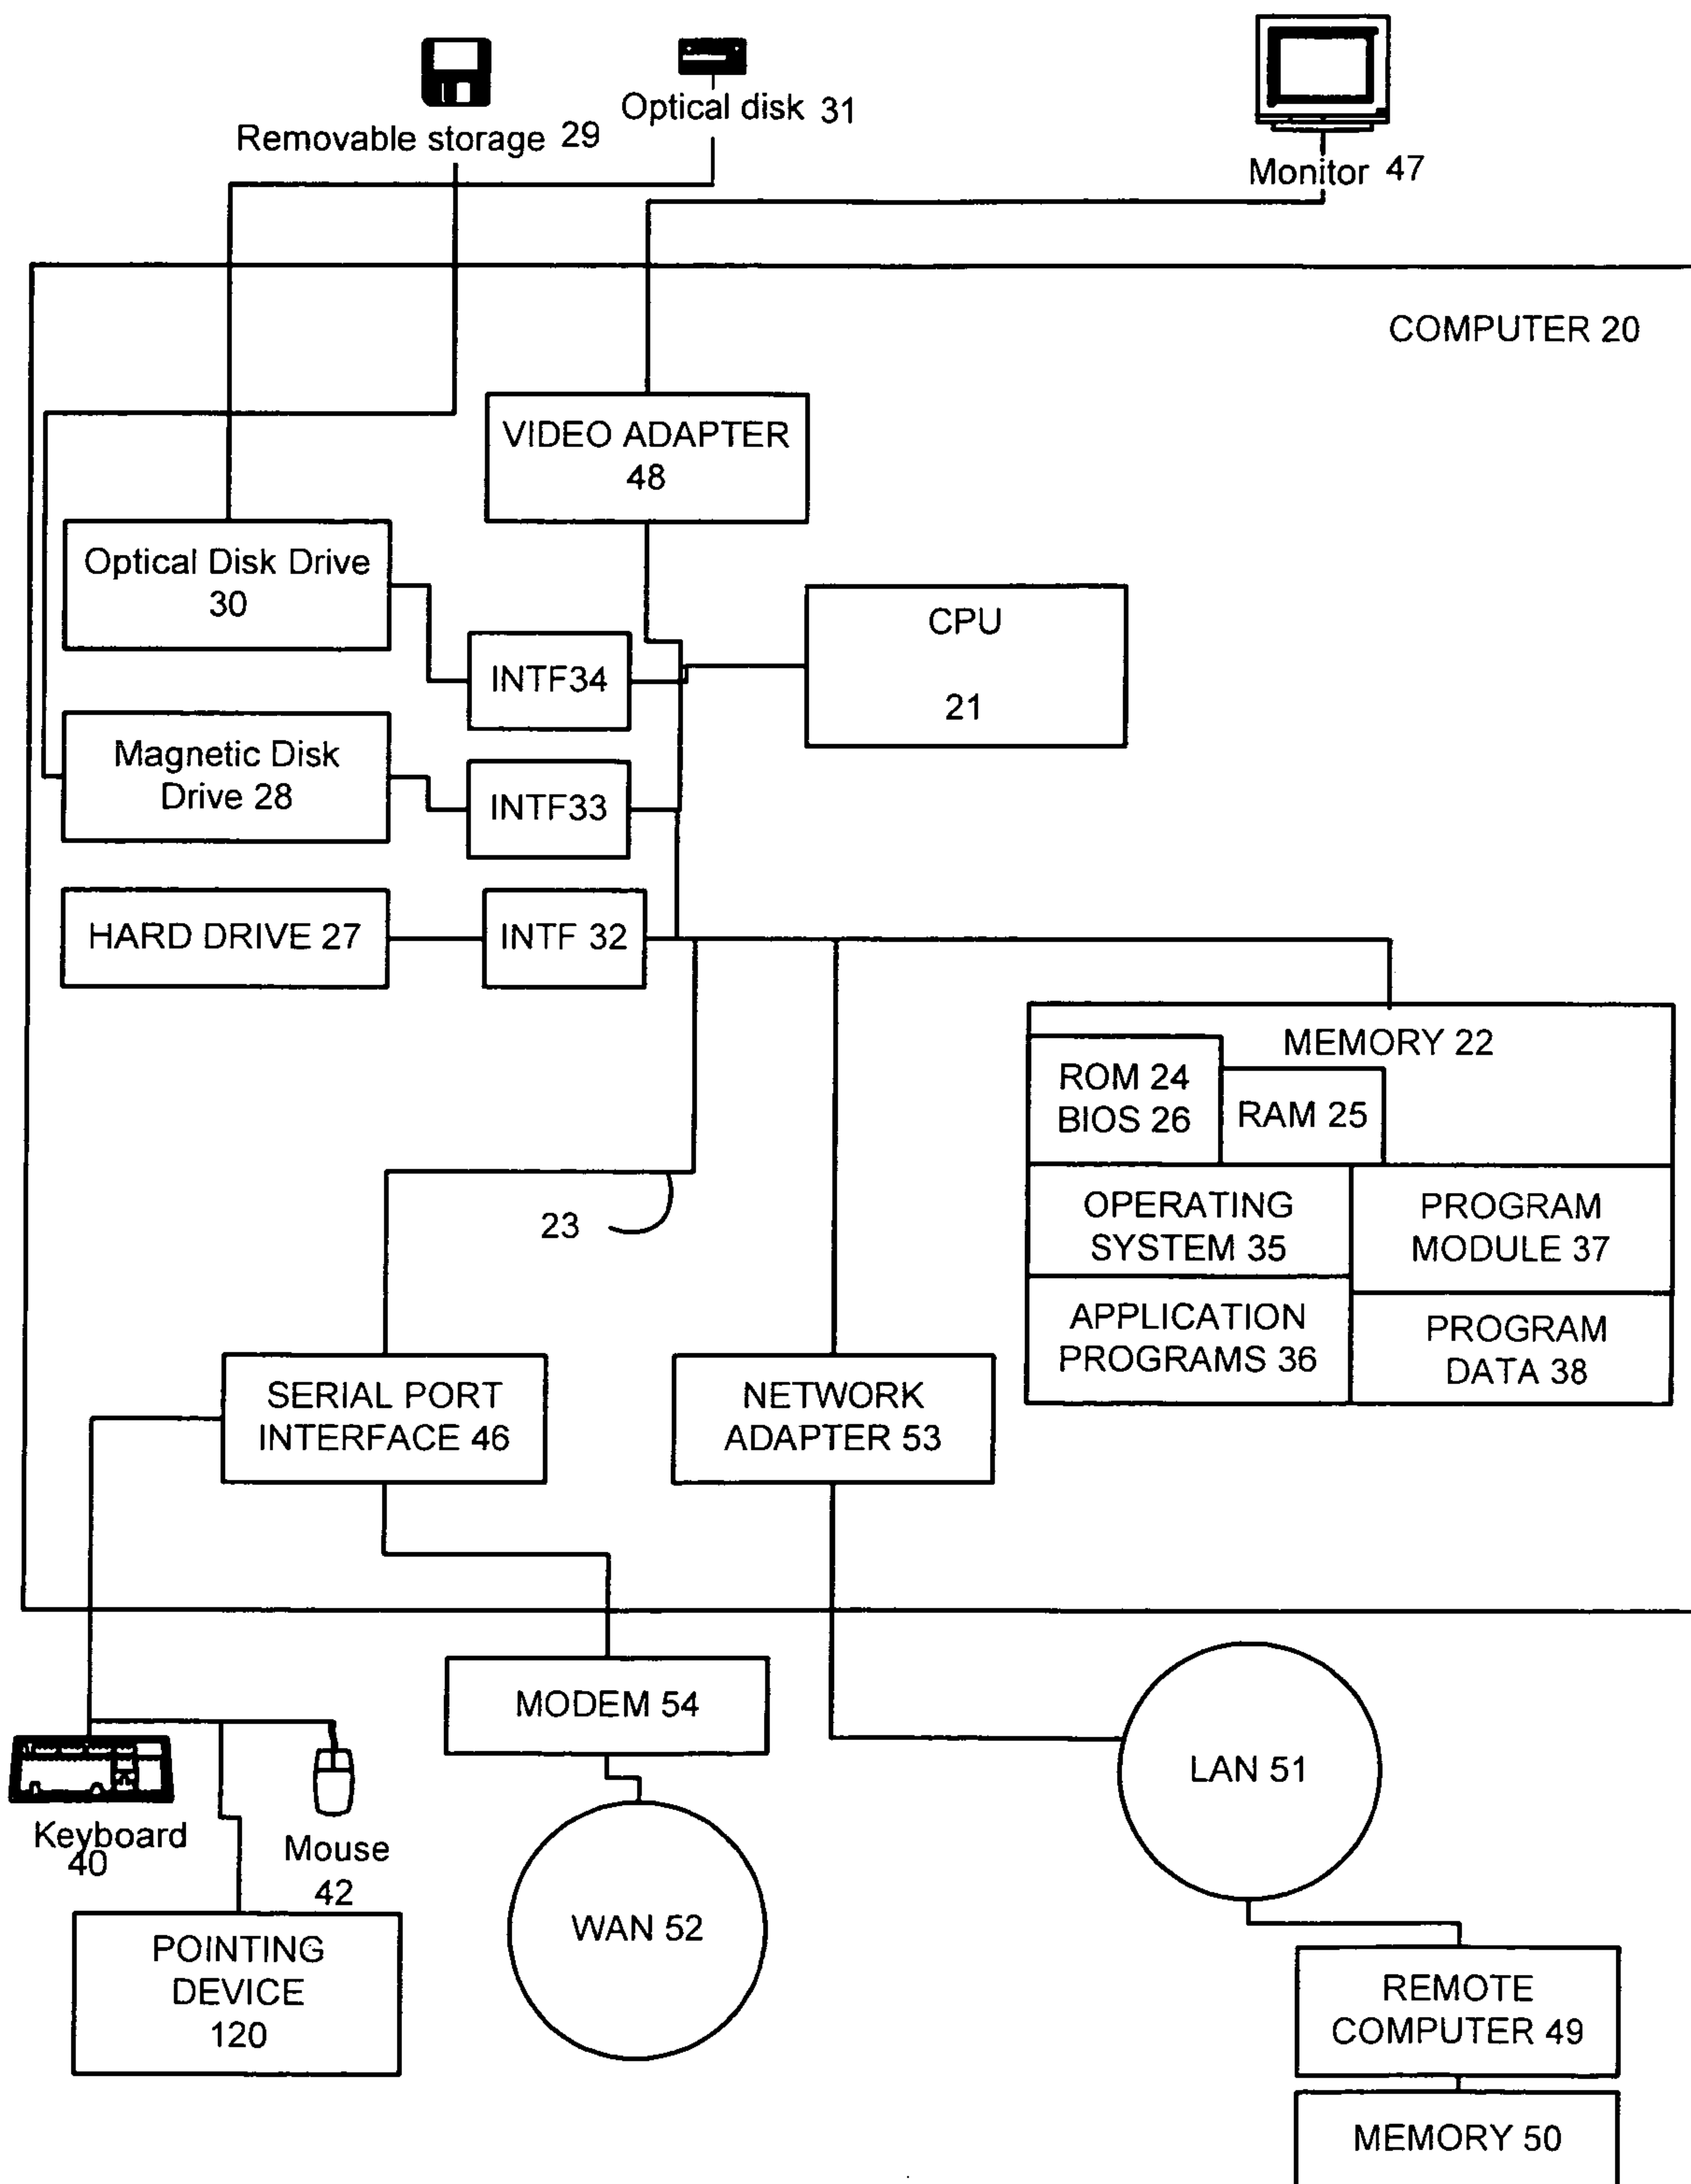 Optical disk 31
Removable storage 29
Monitor 47
COMPUTER 20
VIDEO ADAPTER
48
Optical Disk Drive
30
CPU
21
INTF34
Magnetic Disk
Drive 28
INTF33
HARD DRIVE 27
INTF 32
MEMORY 22
ROM 24
BIOS 26
RAM 25
OPERATING
SYSTEM 35
PROGRAM
MODULE 37
23
APPLICATION
PROGRAMS 36
PROGRAM
DATA 38
SERIAL PORT
INTERFACE 46
NETWORK
ADAPTER 53
MODEM 54
LAN 51
Keyboard
40
Mouse
42
WAN 52
POINTING
DEVICE
120
REMOTE
COMPUTER 49
MEMORY 50